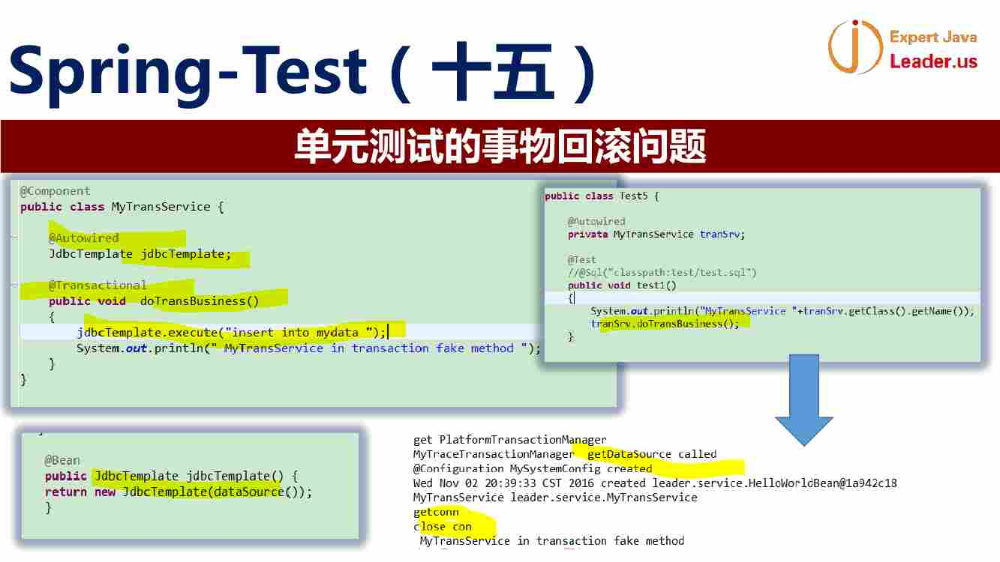 Spring-Test（十五）
Expert Java
Leader.us
单元测试的事物回滚问题
@Component
public class MyTransService {
@Autowired
JdbcTemplate jdbcTemplate;
@Transactional
public void doTransBusiness()
{
jdbcTemplate.execute("insert into mydata ");
System.out.println(" MyTransService in transaction fake method ");
}
}
public class Test5 {
@Autowired
private MyTransService tranSrv;
@Test
//@Sql("classpath:test/test.sql")
public void test1()
{
System.out.println("MyTransService "+tranSrv.getClass().getName());
tranSrv.doTransBusiness();
}
@Bean
public JdbcTemplate jdbcTemplate() {
return new JdbcTemplate(dataSource());
}
get PlatformTransactionManager
MyTraceTransactionManager getDataSource called
@Configuration MySystemConfig created
Wed Nov 02 20:39:33 CST 2016 created leader.service.HelloWorldBean@1a942c18
MyTransService leader.service.MyTransService
getconn
close con
MyTransService in transaction fake method